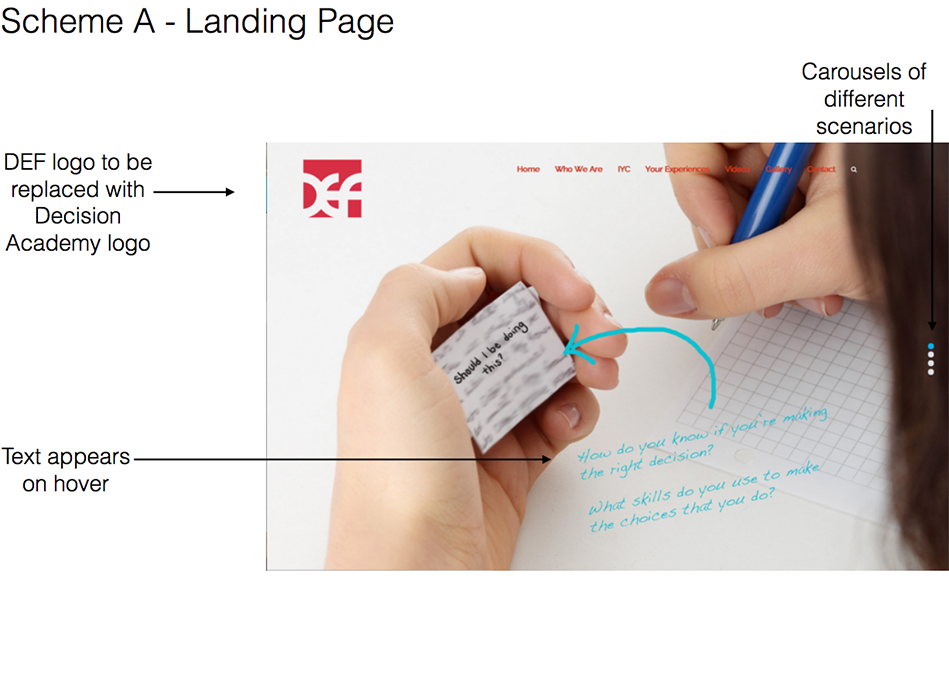 Scheme A - Landing Page
Carousels of
different
scenarios
DEF logo to be
replaced with
Decision
Academy logo
DEF
Home Who We Are IYC Your Experiences Videos Gallery Contact
Should I be doing
this?
Text appears
on hover
How do you know if you're making
the right decision?
What skills do you use to make
the choices that you do?